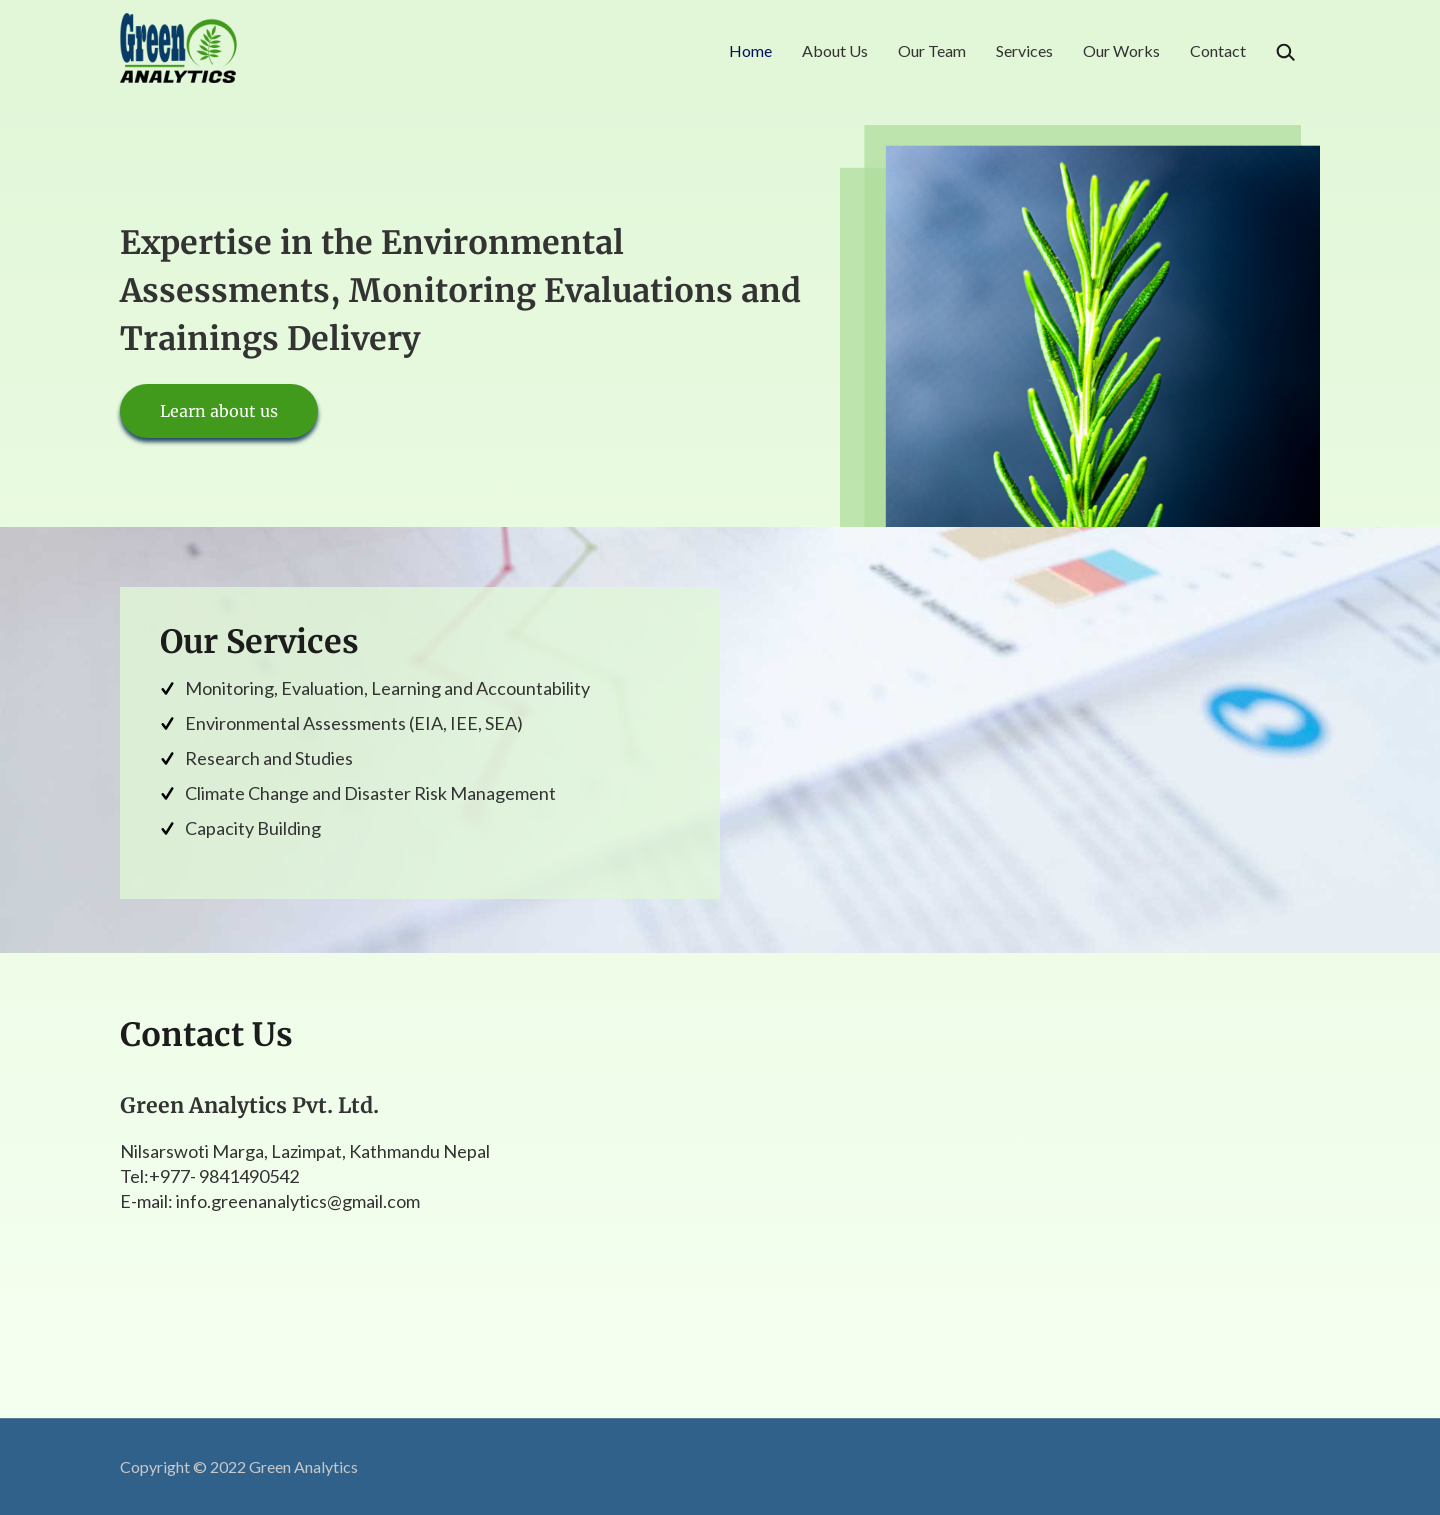 Green
ANALYTICS
Home
About Us
Our Team
Services
Our Works
Contact
Expertise in the Environmental
Assessments, Monitoring Evaluations and
Trainings Delivery
Learn about us
Our Services
Monitoring, Evaluation, Learning and Accountability
Environmental Assessments (EIA, IEE, SEA)
Research and Studies
Climate Change and Disaster Risk Management
Capacity Building
Contact Us
Green Analytics Pvt. Ltd.
Nilsarswoti Marga, Lazimpat, Kathmandu Nepal
Tel:+977- 9841490542
E-mail: info.greenanalytics@gmail.com
Copyright © 2022 Green Analytics